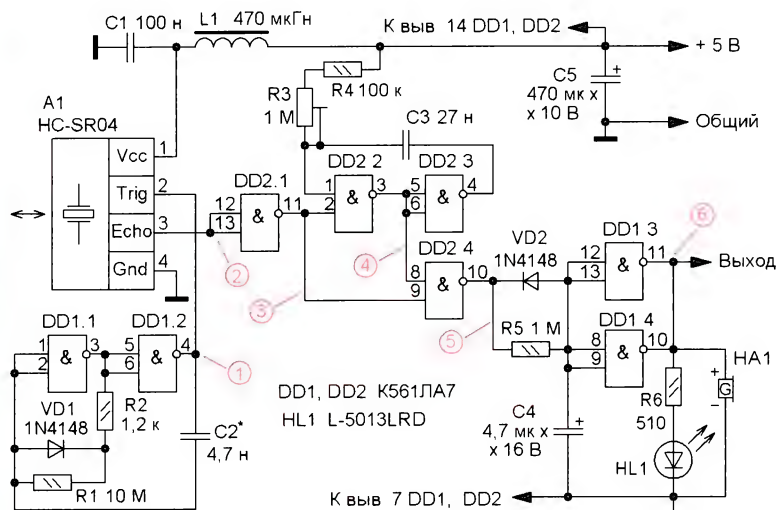 C1 100 н
L1 470 мкГн
К выв 14 DD1, DD2
+ 5 В
R4 100 к
R3
1 М
C5
470 мк х
х 10 В
A1
HC-SR04
C3 27 н
Общий
Vcc 1
Trig 2
Echo 3
Gnd 4
DD2.1
12
13
&
11
DD2 2
1
2
&
3
DD2 3
5
6
&
4
2
3
4
DD2 4
8
9
&
10
VD2
1N4148
DD1 3
12
13
&
11
6
Выход
5
R5 1 М
DD1 4
8
9
&
10
HA1
+
G
–
DD1.1
1
2
&
3
DD1.2
5
6
&
4
1
R2
1,2 к
VD1
1N4148
C2*
4,7 н
R1 10 М
DD1, DD2 К561ЛА7
HL1 L-5013LRD
C4
4,7 мк х
х 16 В
+
R6
510
HL1
К выв 7 DD1, DD2